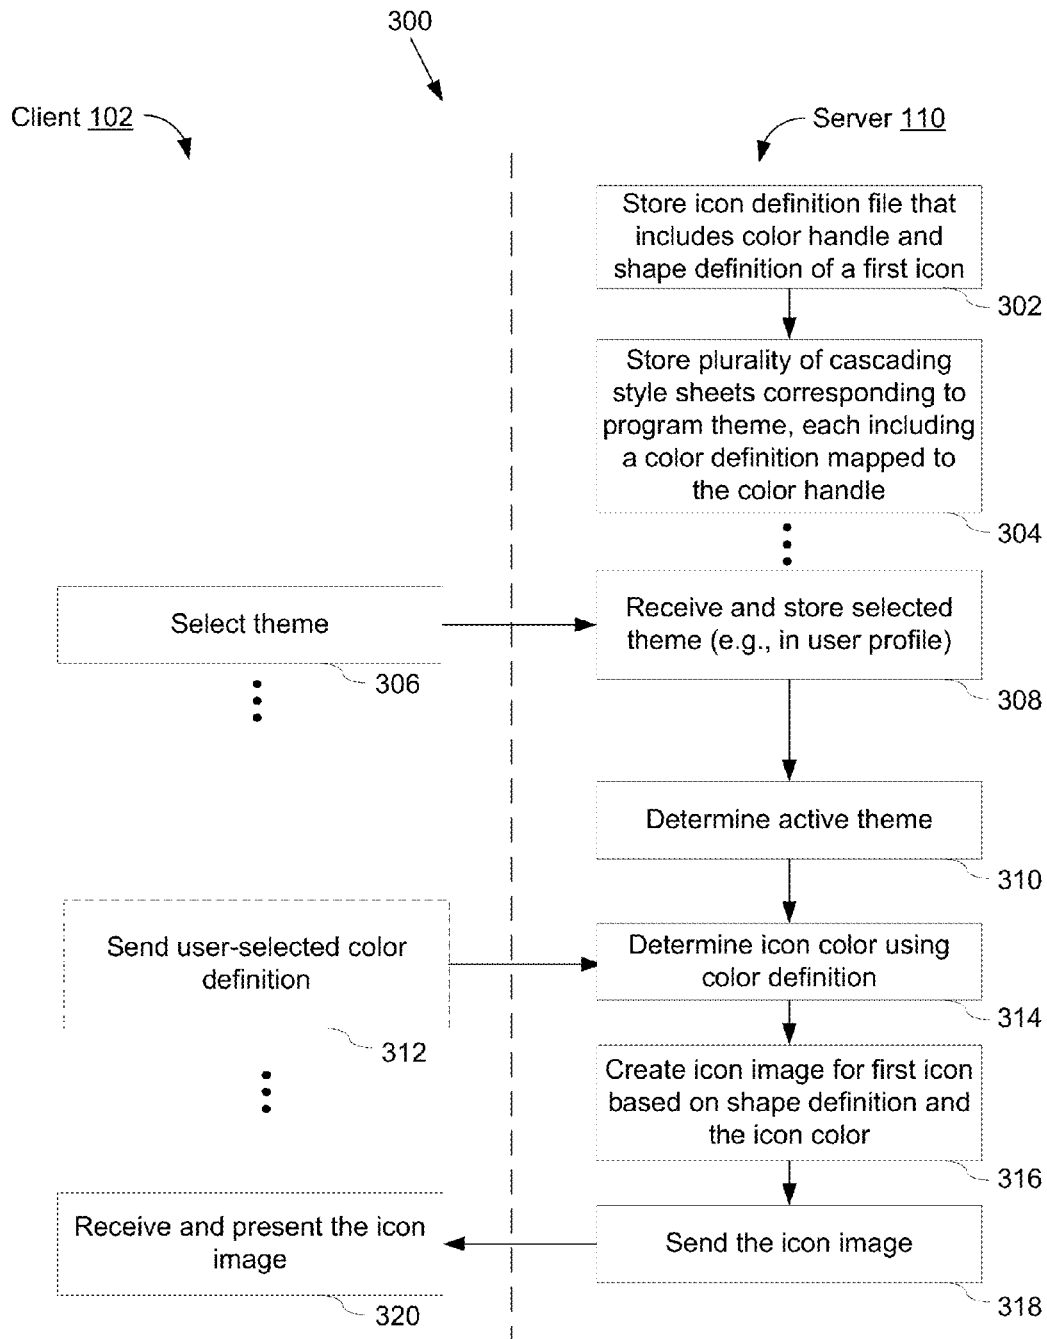 300
Client 102
Server 110
Store icon definition file that
includes color handle and
shape definition of a first icon
302
Store plurality of cascading
style sheets corresponding to
program theme, each including
a color definition mapped to
the color handle
304
Select theme
306
Receive and store selected
theme (e.g., in user profile)
308
Determine active theme
310
Send user-selected color
definition
312
Determine icon color using
color definition
314
Create icon image for first icon
based on shape definition and
the icon color
316
Receive and present the icon
image
320
Send the icon image
318